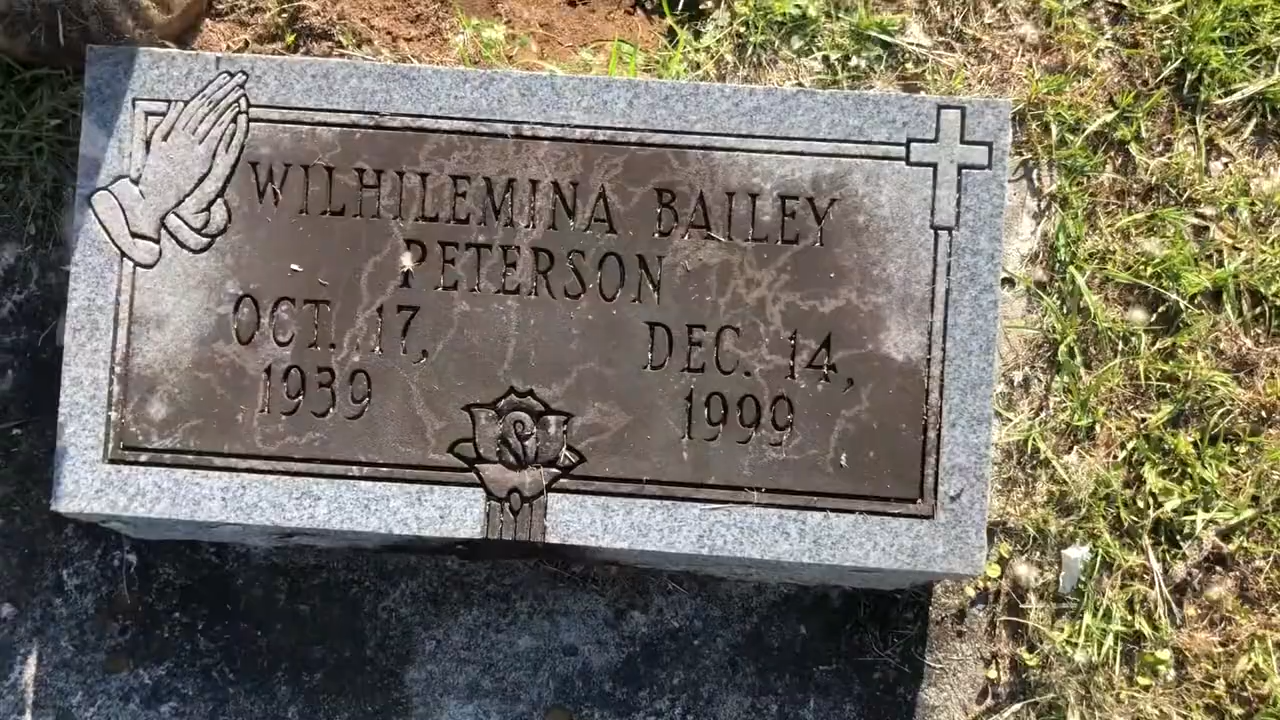 WILHILEMINA BAILEY
PETERSON
OCT. 17,
1939
DEC. 14,
1999